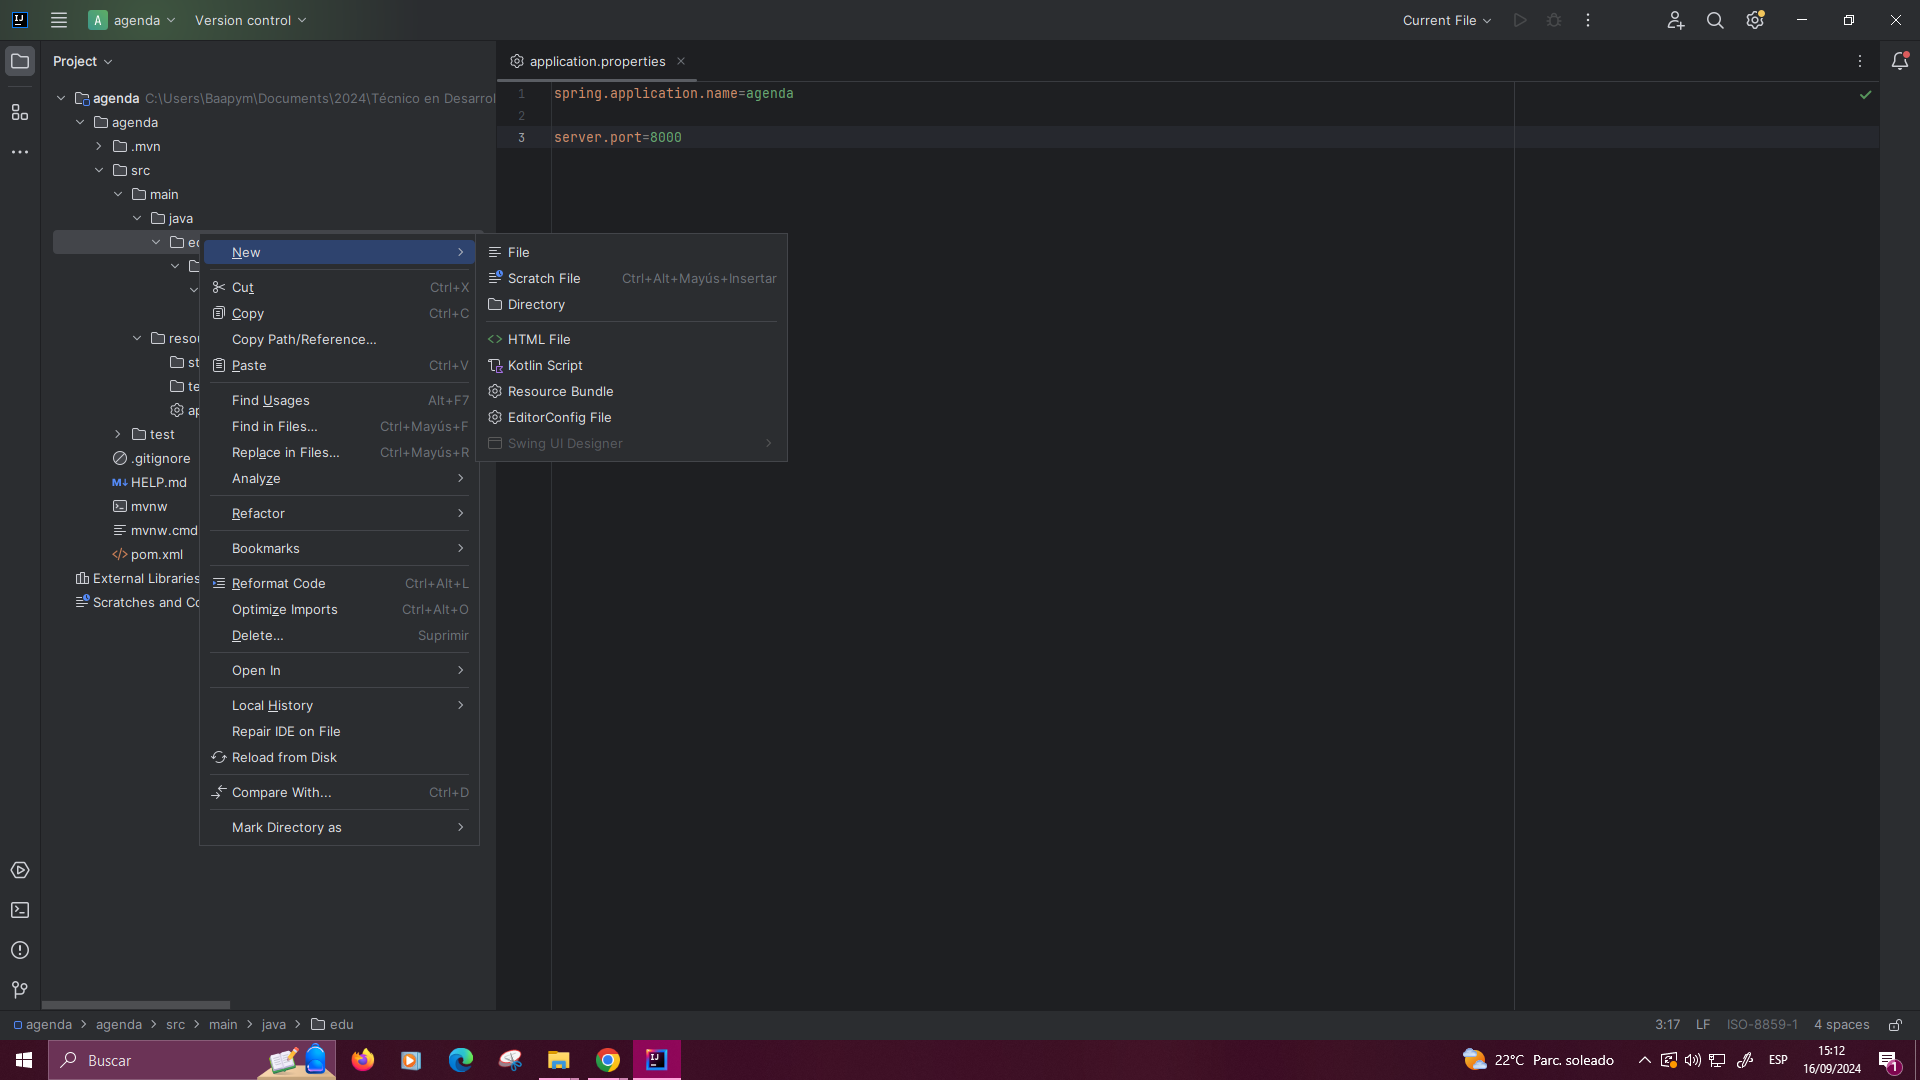 agenda
Version control
Current File
Project
application.properties
agenda C:\Users\Baapym\Documents\2024\Técnico en Desarrol
agenda
.mvn
src
main
java
test
.gitignore
HELP.md
mvnw
mvnw.cmd
pom.xml
External Libraries
Scratches and
1 spring.application.name=agenda
2
3 server.port=8000
New
Cut Ctrl+X
Copy Ctrl+C
Copy Path/Reference...
Paste Ctrl+V
Find Usages Alt+F7
Find in Files... Ctrl+Mayús+F
Replace in Files... Ctrl+Mayús+R
Analyze
Refactor
Bookmarks
Reformat Code Ctrl+Alt+L
Optimize Imports Ctrl+Alt+O
Delete... Suprimir
Open In
Local History
Repair IDE on File
Reload from Disk
Compare With... Ctrl+D
Mark Directory as
File
Scratch File Ctrl+Alt+Mayús+Insertar
Directory
HTML File
Kotlin Script
Resource Bundle
EditorConfig File
Swing UI Designer
agenda > agenda > src > main > java > edu
3:17 LF ISO-8859-1 4 spaces
Buscar
22°C Parc. soleado
ESP
15:12
16/09/2024
1